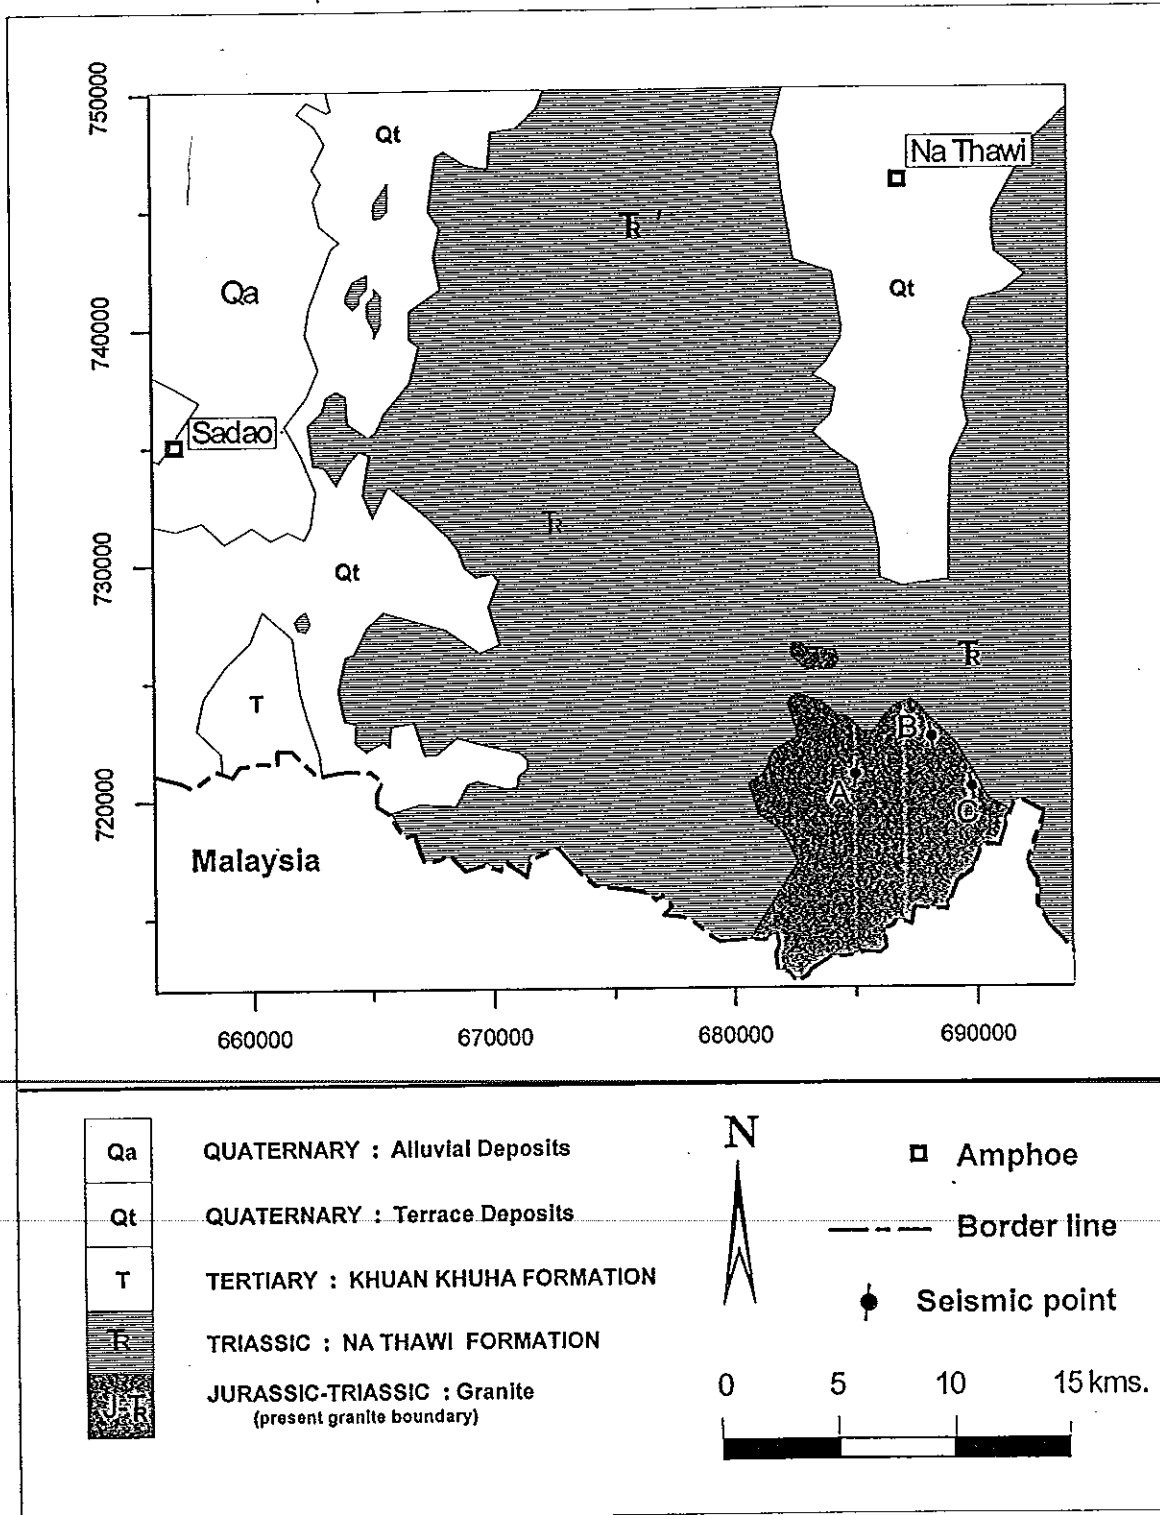 750000
740000
730000
720000
Qt
Na Thawi
TR
Qa
Qt
Sadao
TR
Qt
TR
T
B
A
C
Malaysia
660000 670000 680000 690000
N
Qa QUATERNARY : Alluvial Deposits
Qt QUATERNARY : Terrace Deposits
T TERTIARY : KHUAN KHUHA FORMATION
TR TRIASSIC : NA THAWI FORMATION
J-TR JURASSIC-TRIASSIC : Granite
(present granite boundary)
Amphoe
Border line
Seismic point
0 5 10 15 kms.